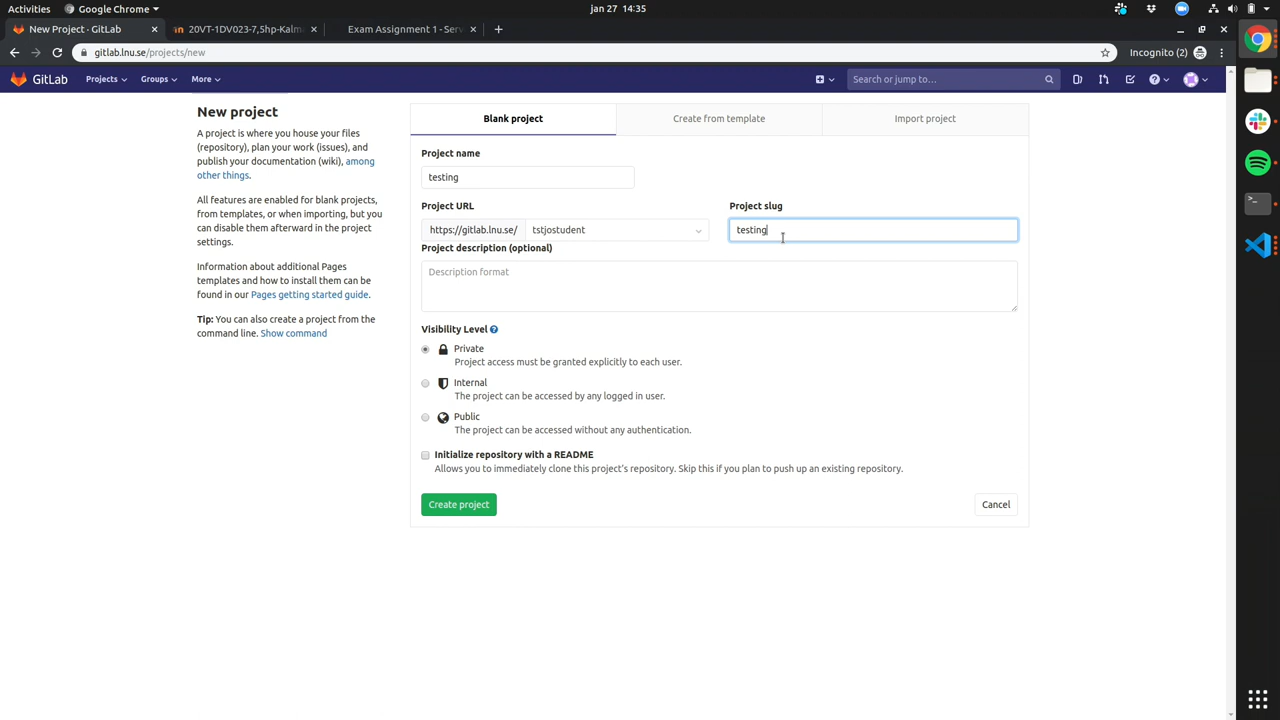 Activities
Google Chrome
jan 27 14:35
New Project · GitLab
20VT-1DV023-7,5hp-Kalma
Exam Assignment 1 - Serv
gitlab.lnu.se/projects/new
Incognito (2)
GitLab
Projects
Groups
More
Search or jump to…
New project
A project is where you house your files
(repository), plan your work (issues), and
publish your documentation (wiki), among
other things.
All features are enabled for blank projects,
from templates, or when importing, but you
can disable them afterward in the project
settings.
Information about additional Pages
templates and how to install them can be
found in our Pages getting started guide.
Tip: You can also create a project from the
command line. Show command
Blank project
Create from template
Import project
Project name
testing
Project URL
https://gitlab.lnu.se/
tstjostudent
Project slug
testing
Project description (optional)
Description format
Visibility Level
Private
Project access must be granted explicitly to each user.
Internal
The project can be accessed by any logged in user.
Public
The project can be accessed without any authentication.
Initialize repository with a README
Allows you to immediately clone this project's repository. Skip this if you plan to push up an existing repository.
Create project
Cancel